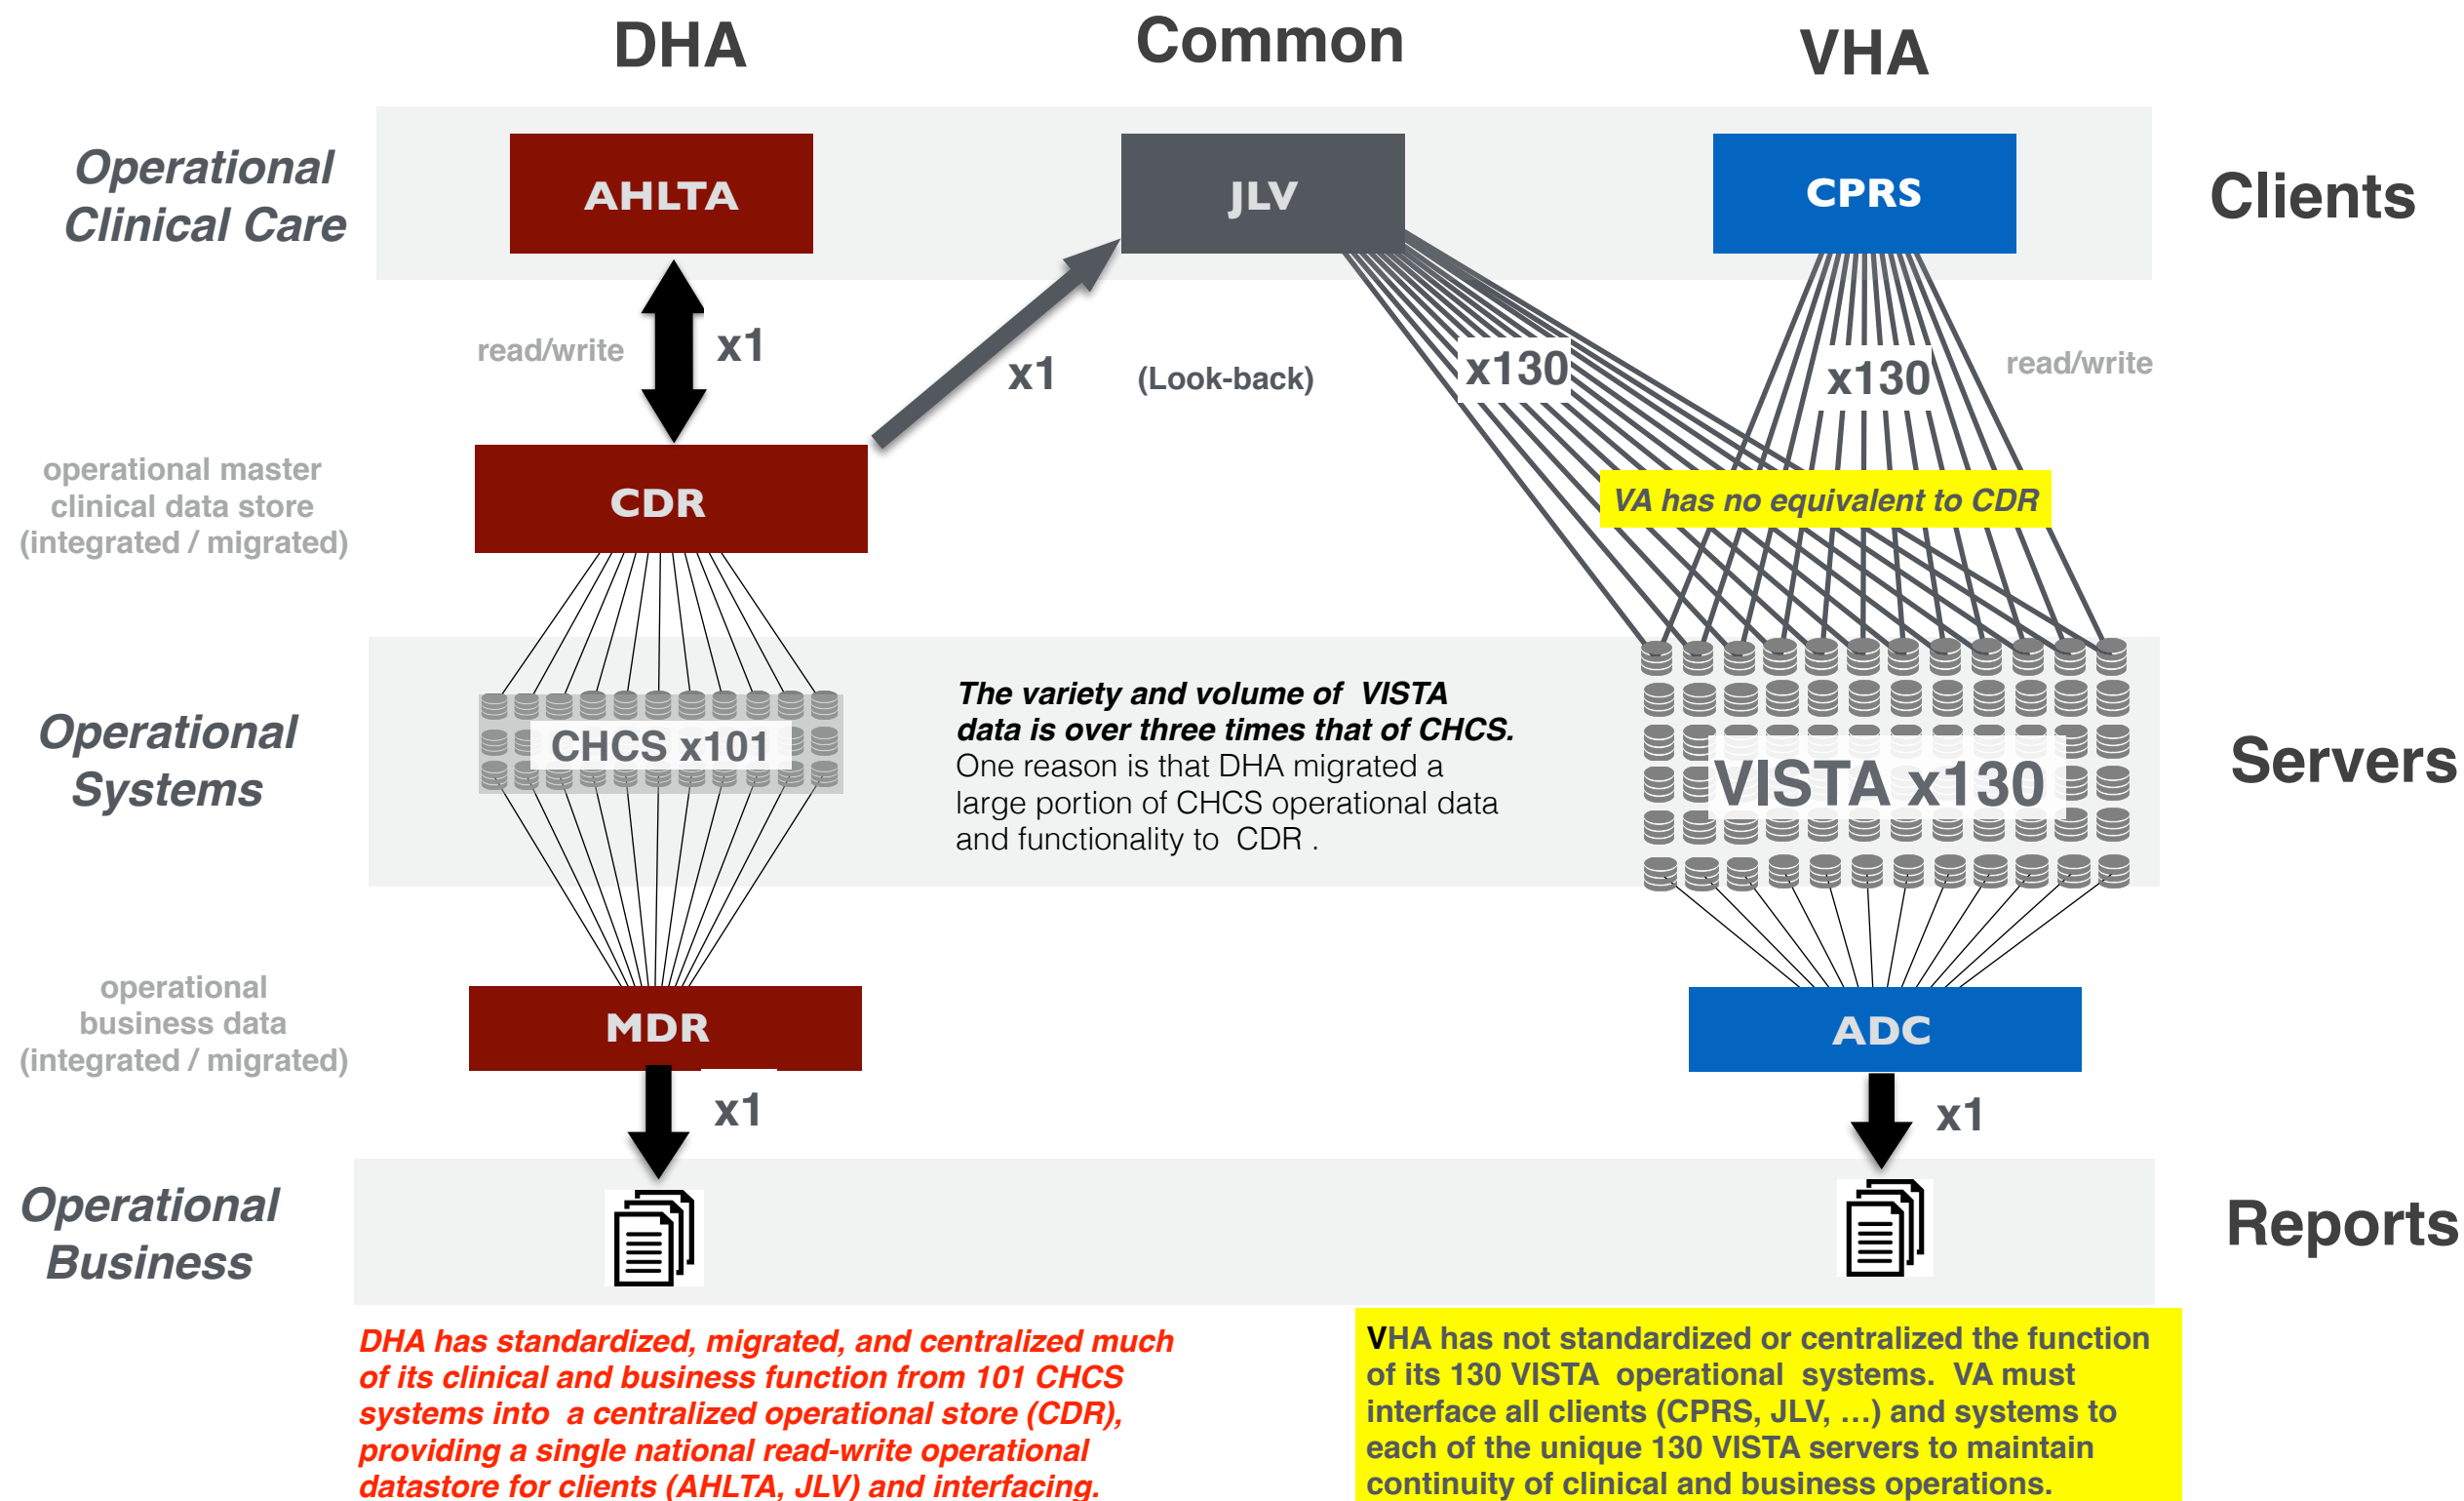 DHA
Common
VHA
Operational
Clinical Care
AHLTA
JLV
CPRS
Clients
read/write
x1
x1
(Look-back)
x130
x130
read/write
operational master
clinical data store
(integrated / migrated)
CDR
VA has no equivalent to CDR
Operational
Systems
CHCS x101
The variety and volume of VISTA
data is over three times that of CHCS.
One reason is that DHA migrated a
large portion of CHCS operational data
and functionality to CDR .
VISTA x130
Servers
operational
business data
(integrated / migrated)
MDR
ADC
x1
x1
Operational
Business
Reports
DHA has standardized, migrated, and centralized much
of its clinical and business function from 101 CHCS
systems into a centralized operational store (CDR),
providing a single national read-write operational
datastore for clients (AHLTA, JLV) and interfacing.
VHA has not standardized or centralized the function
of its 130 VISTA operational systems. VA must
interface all clients (CPRS, JLV, ...) and systems to
each of the unique 130 VISTA servers to maintain
continuity of clinical and business operations.